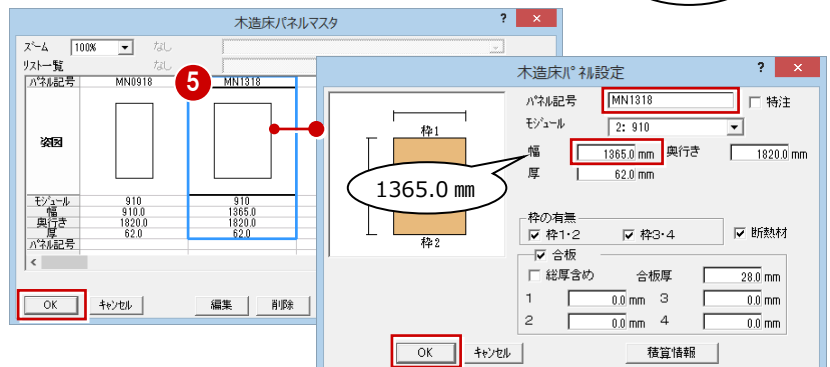 木造床パネルマスタ ? ×
ズーム 100% なし
リスト一覧 なし
パネル記号 MN0918 MN1318
5
姿図
モジュール 910 910
幅 910.0 1365.0
奥行き 1820.0 1820.0
厚 62.0 62.0
パネル記号
<
OK キャンセル 編集 削除
木造床パネル設定 ? ×
枠1
枠2
パネル記号 MN1318 特注
モジュール 2: 910
幅 1365.0 mm 奥行き 1820.0 mm
厚 62.0 mm
1365.0 ㎜
枠の有無
枠1・2 枠3・4 断熱材
合板
総厚含め 合板厚 28.0 mm
1 0.0 mm 3 0.0 mm
2 0.0 mm 4 0.0 mm
OK キャンセル 積算情報